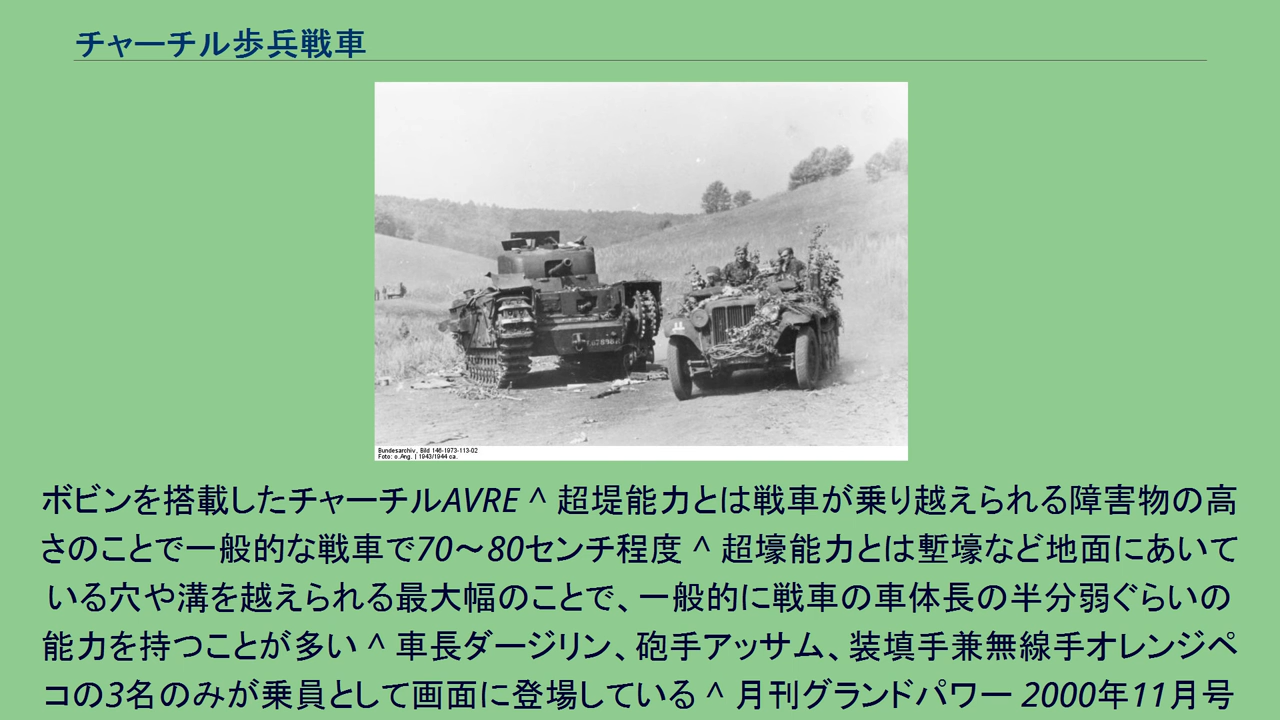 チャーチル歩兵戦車
Bundesarchiv, Bild 146-1973-113-02
Foto: o.Ang. | 1943/1944 ca.
ボビンを搭載したチャーチルAVRE ^ 超堤能力とは戦車が乗り越えられる障害物の高
さのことで一般的な戦車で70〜80センチ程度 ^ 超壕能力とは塹壕など地面にあいて
いる穴や溝を越えられる最大幅のことで、一般的に戦車の車体長の半分弱ぐらいの
能力を持つことが多い ^ 車長ダージリン、砲手アッサム、装填手兼無線手オレンジペ
コの3名のみが乗員として画面に登場している ^ 月刊グランドパワー 2000年11月号